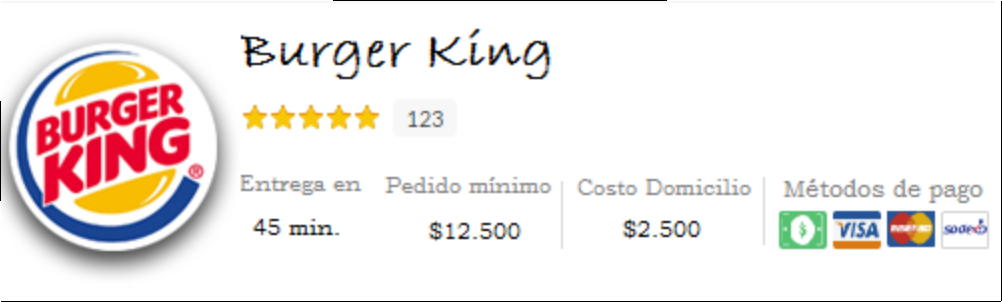 Burger King
BURGER
KING
®
123
Entrega en
Pedido mínimo
Costo Domicilio
Métodos de pago
45 min.
$12.500
$2.500
$
VISA